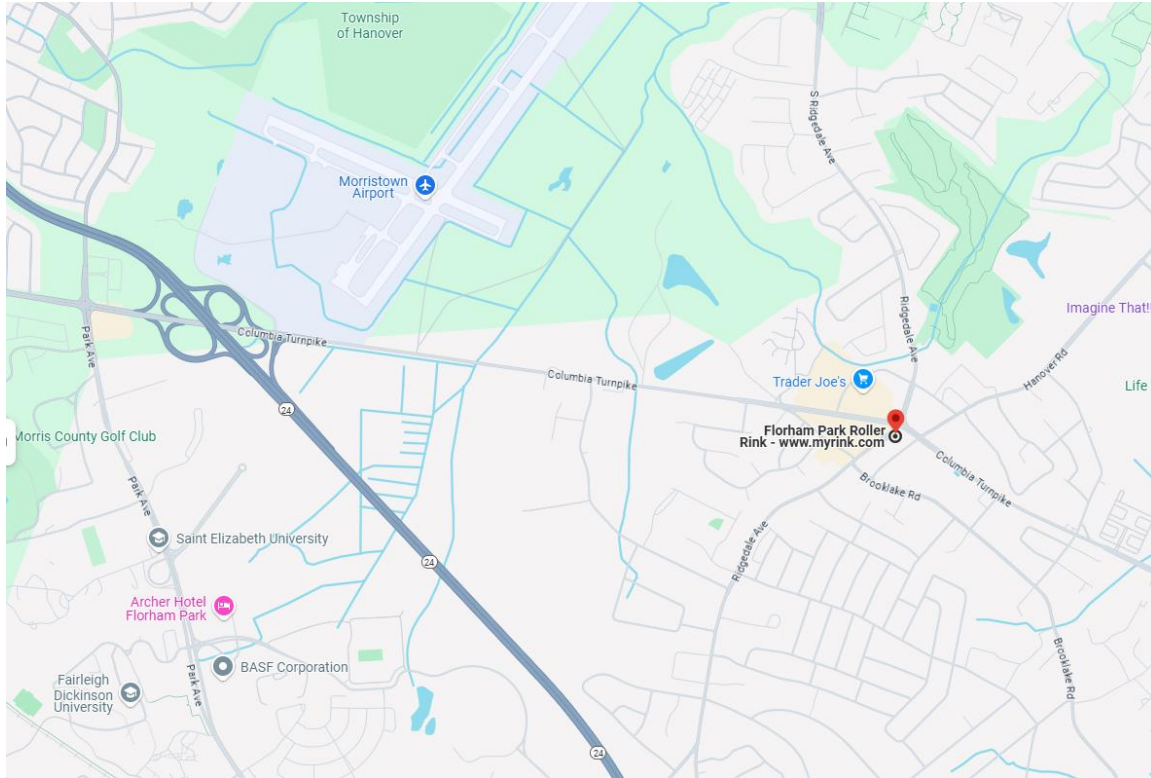 Township
of Hanover
S Ridgedale Ave
Morristown
Airport
Ridgedale Ave
Imagine That!!
Park Ave
Columbia Turnpike
Hanover Rd
Columbia Turnpike
Trader Joe's
Life
24
Florham Park Roller
Rink - www.myrink.com
Morris County Golf Club
Columbia Turnpike
Brooklake Rd
Park Ave
Saint Elizabeth University
Ridgedale Ave
24
Archer Hotel
Florham Park
BASF Corporation
Park Ave
Fairleigh
Dickinson
University
Brooklake Rd
24